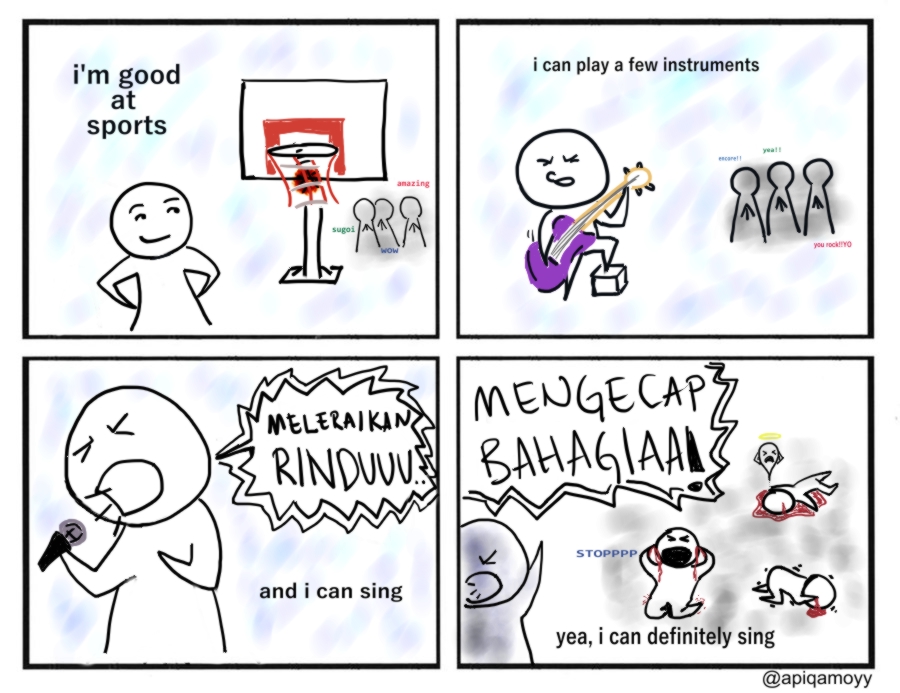 i'm good
at
sports
amazing
sugoi
wow
i can play a few instruments
encore!!
yea!!
you rock!!YO
MELERAIKAN
RINDUUU..
and i can sing
MENGECAP
BAHAGIAA!
STOPPPP
yea, i can definitely sing
@apiqamoyy